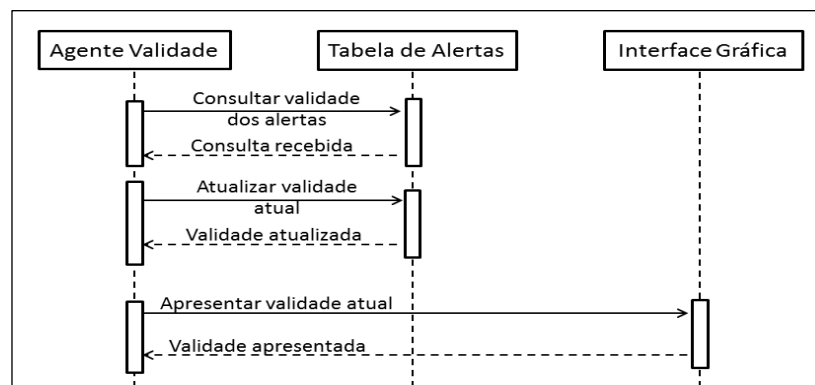 Agente Validade
Tabela de Alertas
Interface Gráfica
Consultar validade
dos alertas
Consulta recebida
Atualizar validade
atual
Validade atualizada
Apresentar validade atual
Validade apresentada